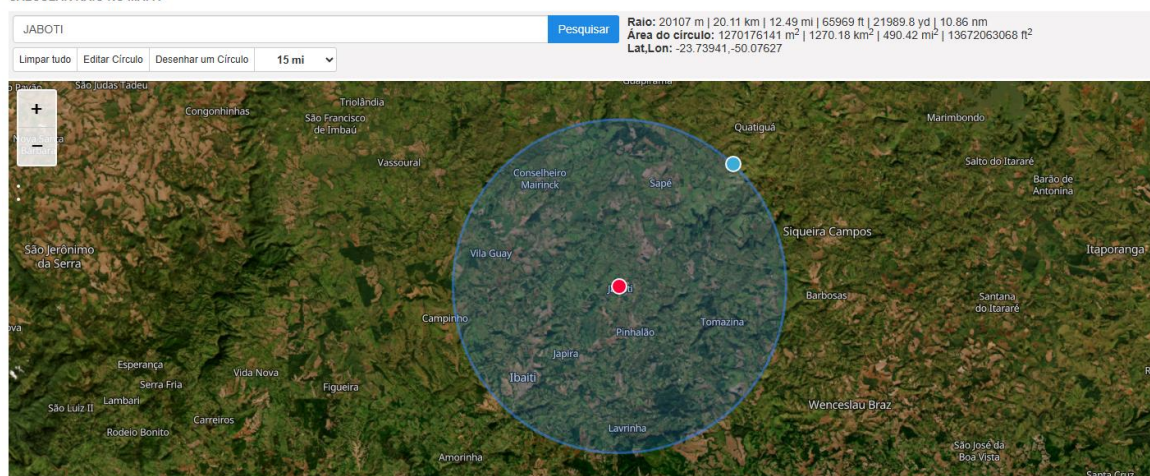 JABOTI
Pesquisar
Raio: 20107 m | 20.11 km | 12.49 mi | 65969 ft | 21989.8 yd | 10.86 nm
Área do círculo: 1270176141 m² | 1270.18 km² | 490.42 mi² | 13672063068 ft²
Lat,Lon: -23.73941,-50.07627
Limpar tudo
Editar Círculo
Desenhar um Círculo
15 mi
São Judas Tadeu
Congonhinhas
Triolândia
São Francisco
de Imbaú
Quatiguá
Marimbondo
Vassoural
Conselheiro
Mairinck
Sapé
Salto do Itararé
Barão de
Antonina
São Jerônimo
da Serra
Vila Guay
Siqueira Campos
Itaporanga
Campinho
Barbosas
Santana
do Itararé
Pinhalão
Tomazina
Japira
Ibaiti
Esperança
Serra Fria
Vida Nova
Figueira
São Luiz II
Lambari
Carreiros
Rodeio Bonito
Wenceslau Braz
Lavrinha
Amorinha
São José da
Boa Vista
Santa Cruz
+
−